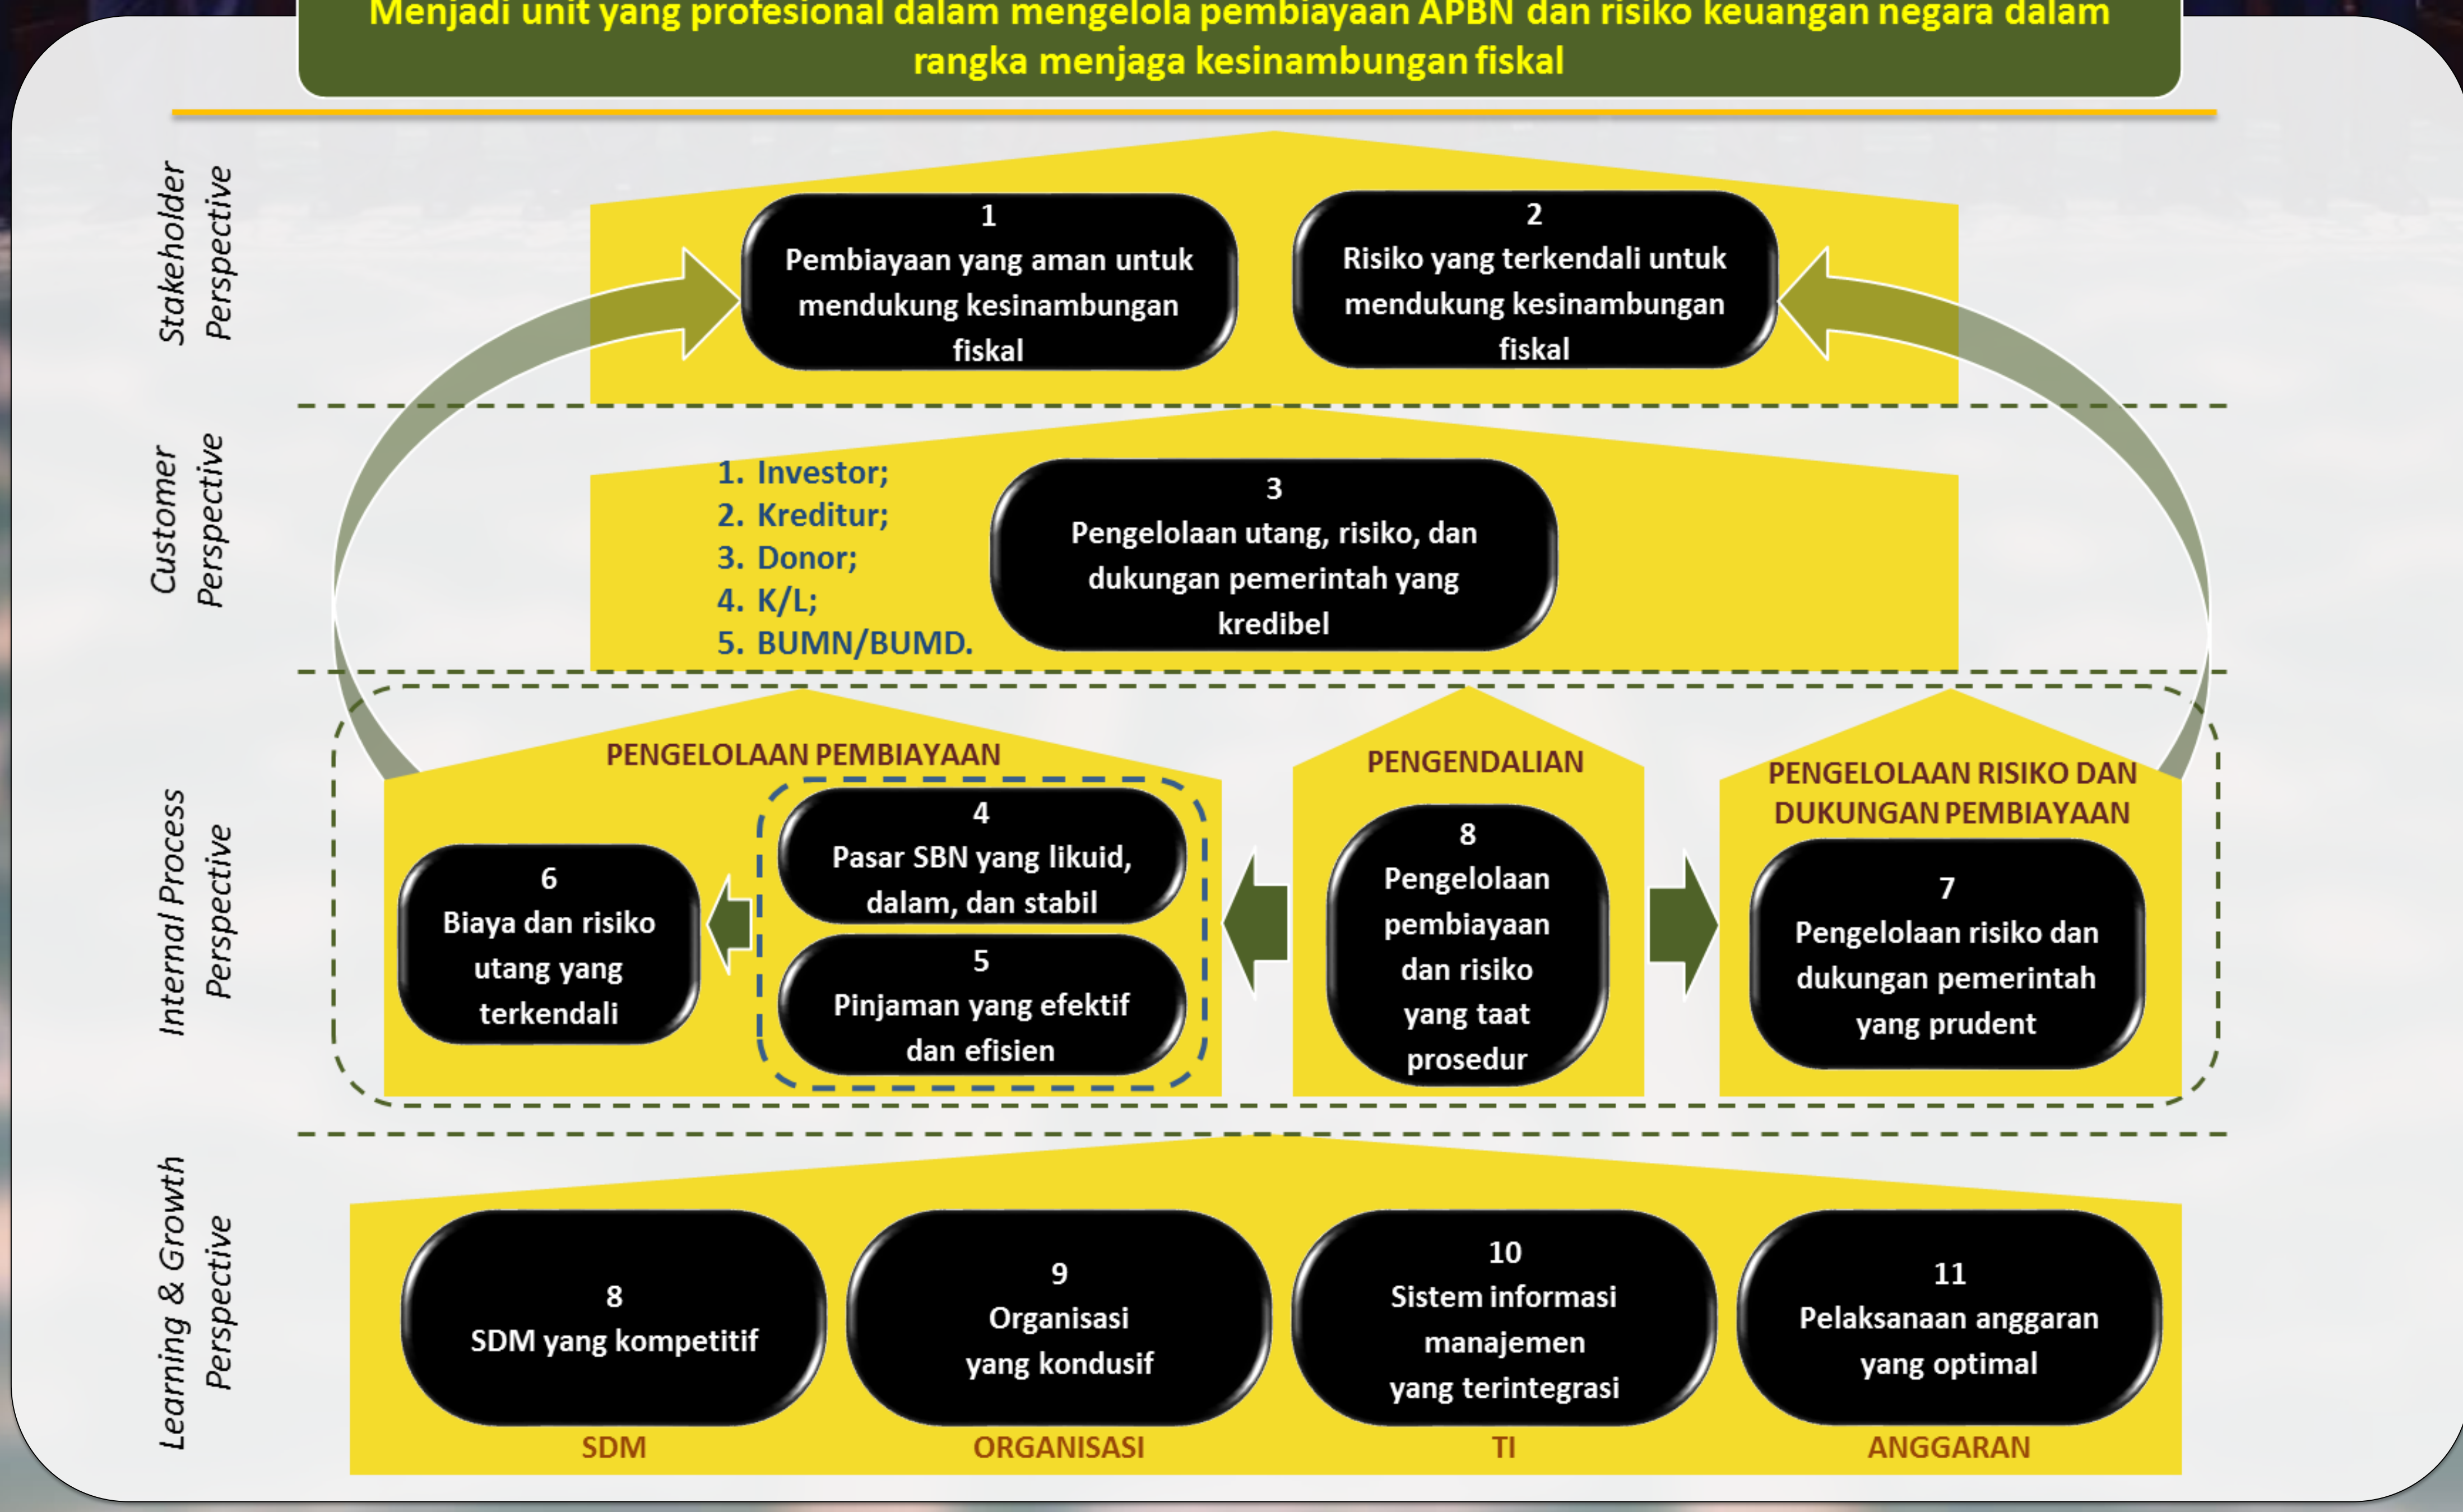 Menjadi unit yang profesional dalam mengelola pembiayaan APBN dan risiko keuangan negara dalam
rangka menjaga kesinambungan fiskal
Stakeholder
Perspective
1
Pembiayaan yang aman untuk
mendukung kesinambungan
fiskal
2
Risiko yang terkendali untuk
mendukung kesinambungan
fiskal
Customer
Perspective
1. Investor;
2. Kreditur;
3. Donor;
4. K/L;
5. BUMN/BUMD.
3
Pengelolaan utang, risiko, dan
dukungan pemerintah yang
kredibel
Internal Process
Perspective
PENGELOLAAN PEMBIAYAAN
6
Biaya dan risiko
utang yang
terkendali
4
Pasar SBN yang likuid,
dalam, dan stabil
5
Pinjaman yang efektif
dan efisien
PENGENDALIAN
8
Pengelolaan
pembiayaan
dan risiko
yang taat
prosedur
PENGELOLAAN RISIKO DAN
DUKUNGAN PEMBIAYAAN
7
Pengelolaan risiko dan
dukungan pemerintah
yang prudent
Learning & Growth
Perspective
8
SDM yang kompetitif
SDM
9
Organisasi
yang kondusif
ORGANISASI
10
Sistem informasi
manajemen
yang terintegrasi
TI
11
Pelaksanaan anggaran
yang optimal
ANGGARAN